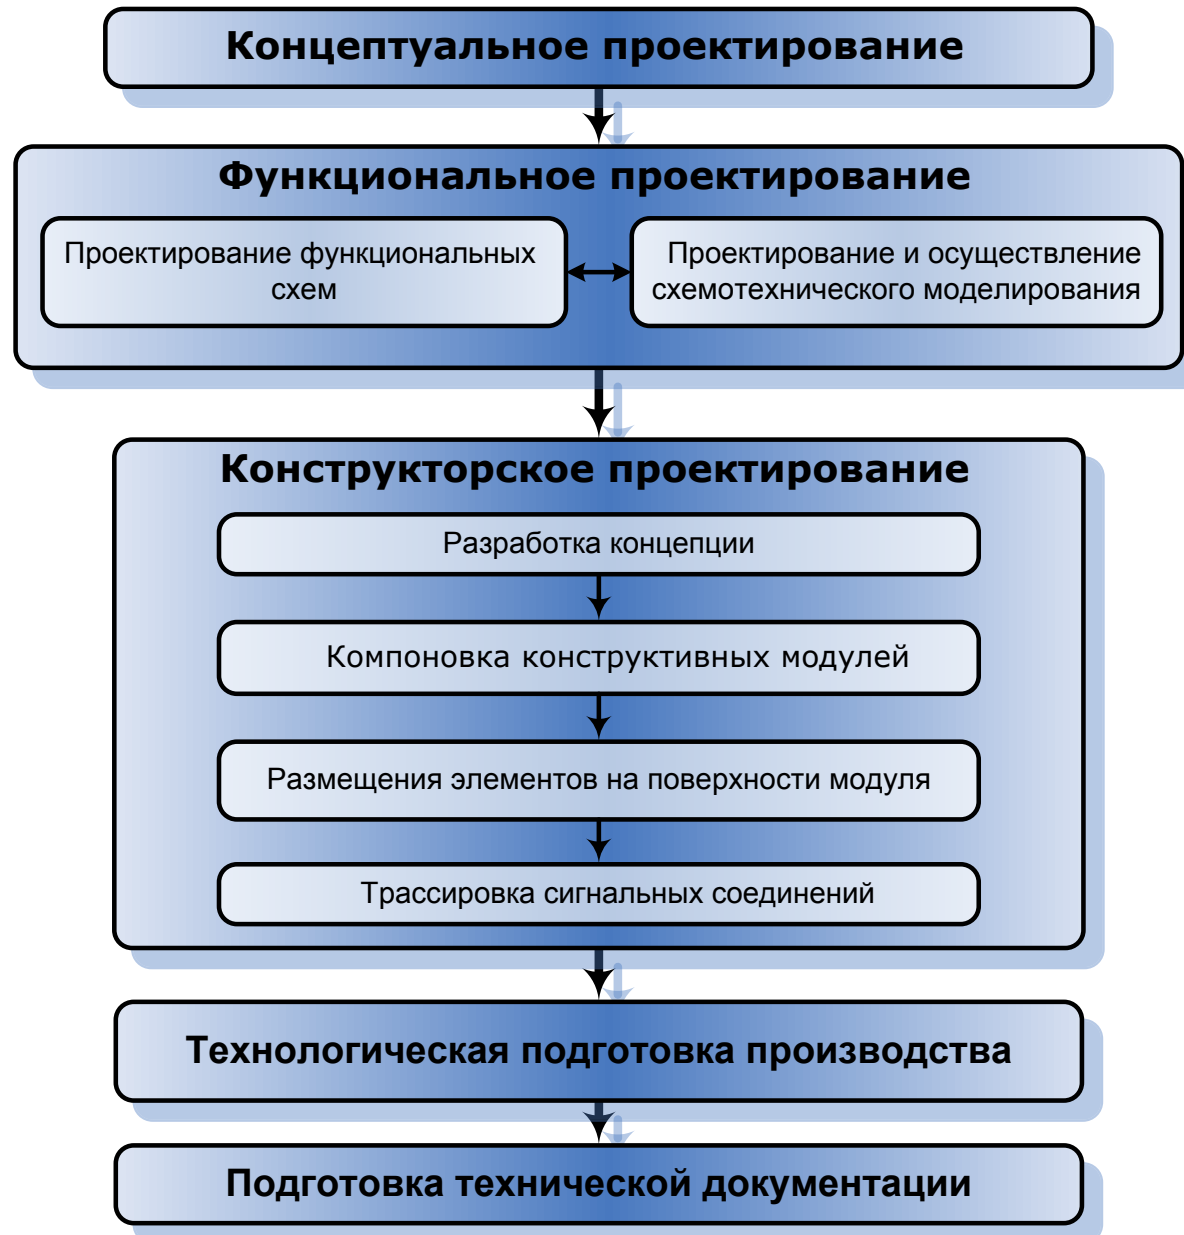 Концептуальное проектирование
Функциональное проектирование
Проектирование функциональных
схем
Проектирование и осуществление
схемотехнического моделирования
Конструкторское проектирование
Разработка концепции
Компоновка конструктивных модулей
Размещения элементов на поверхности модуля
Трассировка сигнальных соединений
Технологическая подготовка производства
Подготовка технической документации